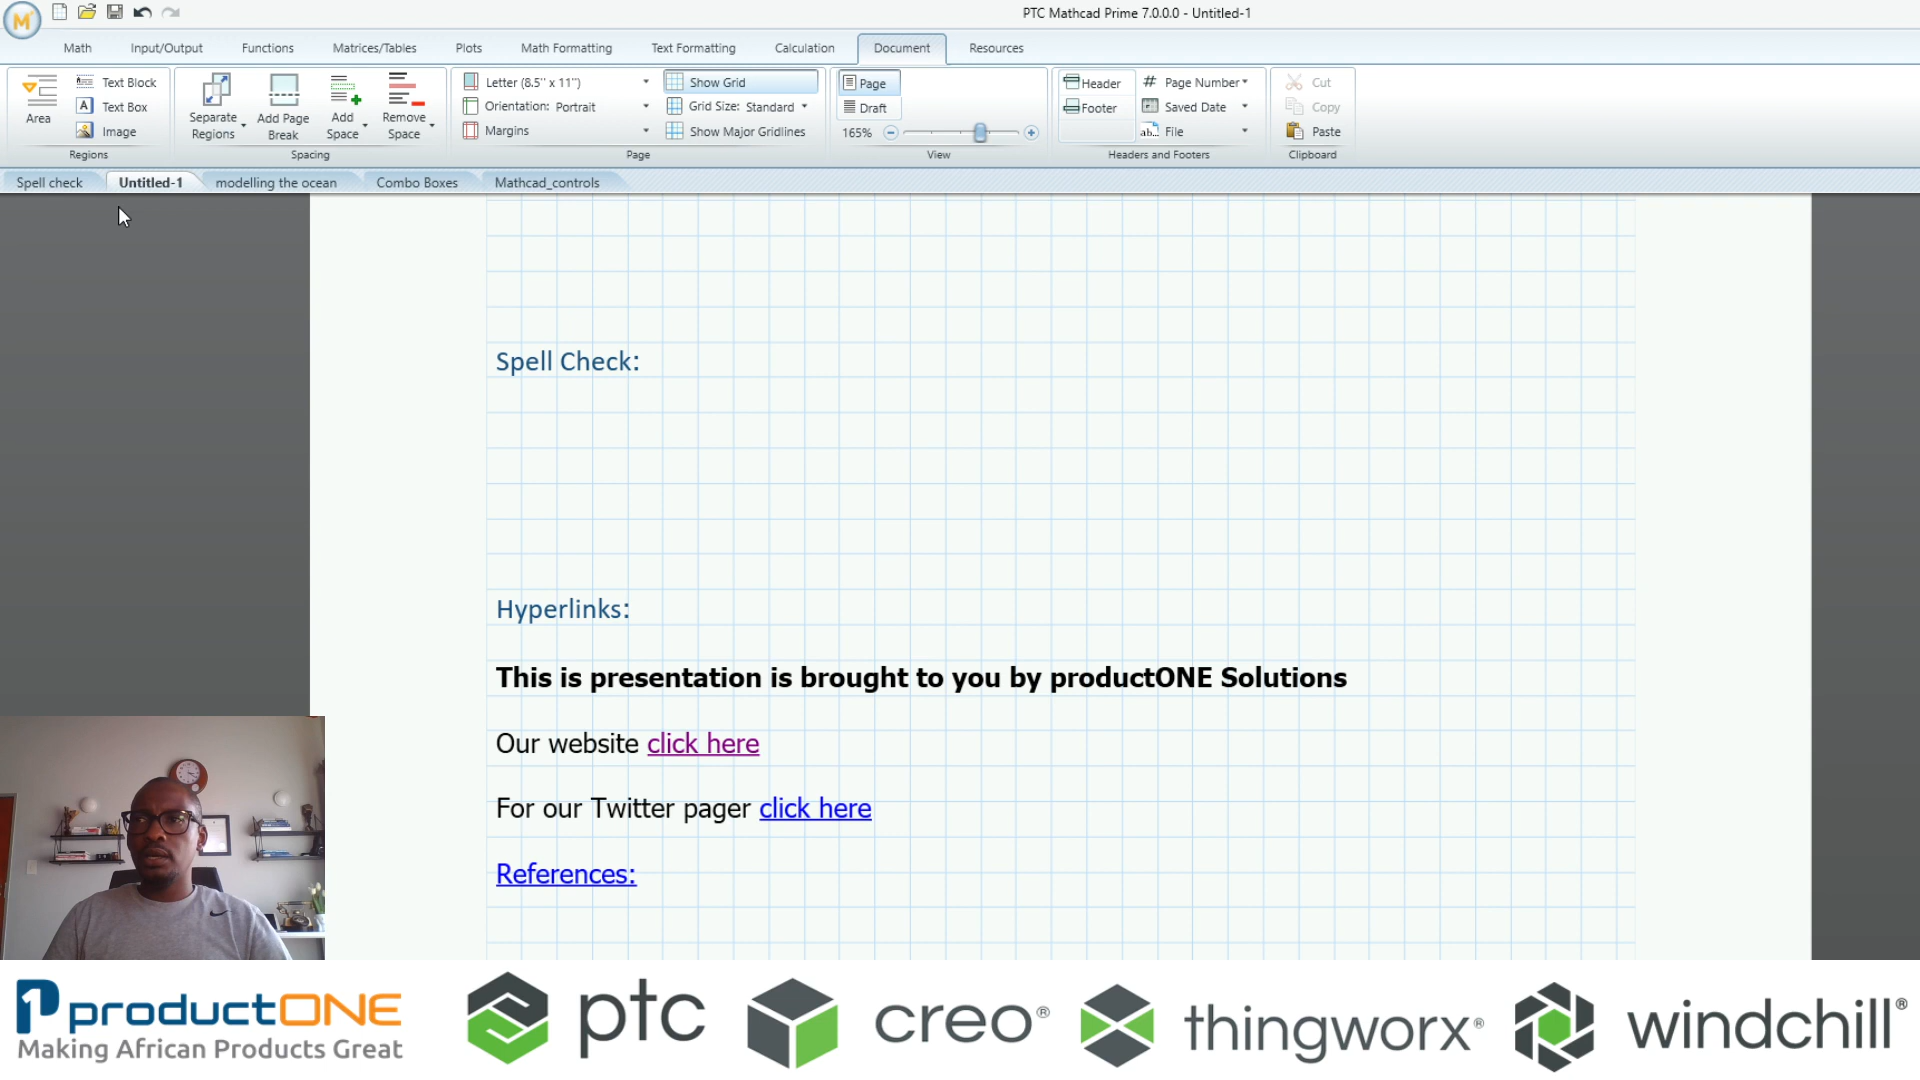 PTC Mathcad Prime 7.0.0.0 - Untitled-1
Math Input/Output Functions Matrices/Tables Plots Math Formatting Text Formatting Calculation Document Resources
Area
Text Block
Text Box
Image
Regions
Separate Regions
Add Page Break
Add Space
Remove Space
Spacing
Letter (8.5" x 11")
Orientation: Portrait
Margins
Show Grid
Grid Size: Standard
Show Major Gridlines
Page
Page
Draft
165%
View
Header
Footer
# Page Number
Saved Date
ab... File
Headers and Footers
Cut
Copy
Paste
Clipboard
Spell check Untitled-1 modelling the ocean Combo Boxes Mathcad_controls
Spell Check:
Hyperlinks:
This is presentation is brought to you by productONE Solutions
Our website click here
For our Twitter pager click here
References:
productONE
Making African Products Great
ptc
creo®
thingworx®
windchill®